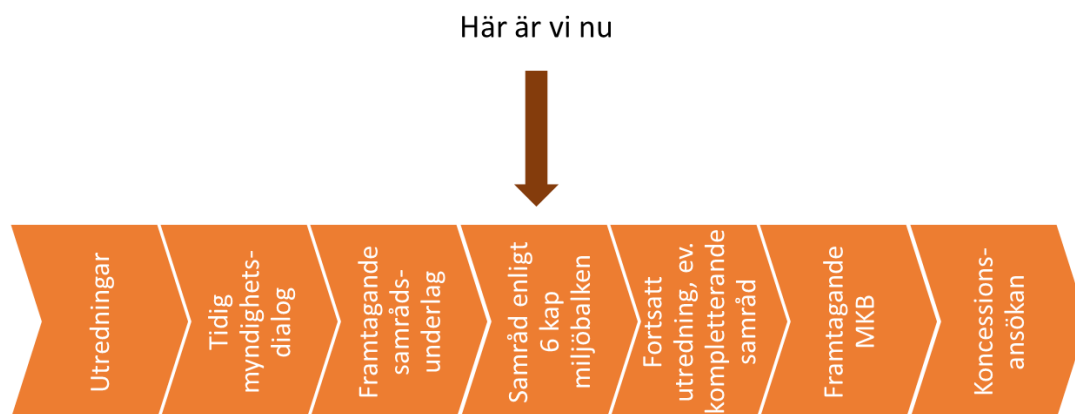 Här är vi nu
Utredningar
Tidig
myndighets-
dialog
Framtagande
samråds-
underlag
Samråd enligt
6 kap
miljöbalken
Fortsatt
utredning, ev.
kompletterande
samråd
Framtagande
MKB
Koncessions-
ansökan